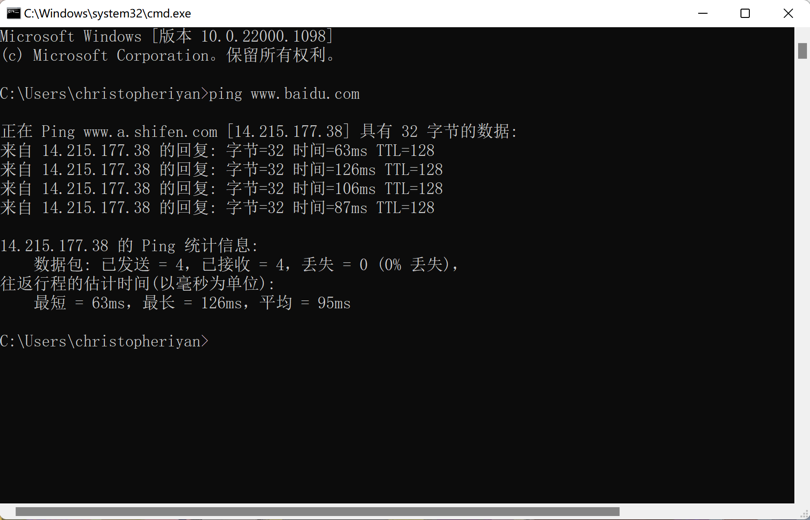 C:\Windows\system32\cmd.exe
Microsoft Windows [版本 10.0.22000.1098]
(c) Microsoft Corporation。保留所有权利。
C:\Users\christopheriyan>ping www.baidu.com
正在 Ping www.a.shifen.com [14.215.177.38] 具有 32 字节的数据:
来自 14.215.177.38 的回复: 字节=32 时间=63ms TTL=128
来自 14.215.177.38 的回复: 字节=32 时间=126ms TTL=128
来自 14.215.177.38 的回复: 字节=32 时间=106ms TTL=128
来自 14.215.177.38 的回复: 字节=32 时间=87ms TTL=128
14.215.177.38 的 Ping 统计信息:
数据包: 已发送 = 4，已接收 = 4，丢失 = 0 (0% 丢失)，
往返行程的估计时间(以毫秒为单位):
最短 = 63ms，最长 = 126ms，平均 = 95ms
C:\Users\christopheriyan>